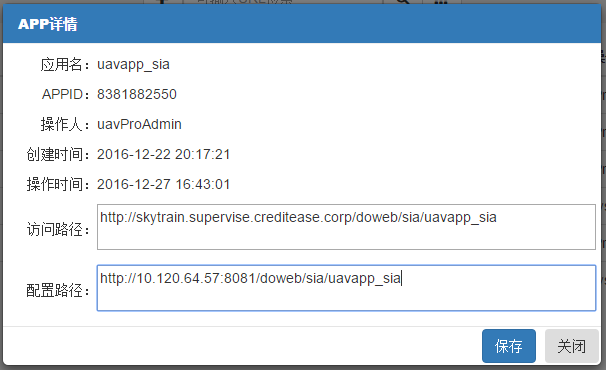 APP详情
应用名：uavapp_sia
APPID：8381882550
操作人：uavProAdmin
创建时间：2016-12-22 20:17:21
操作时间：2016-12-27 16:43:01
访问路径：http://skytrain.supervise.creditease.corp/doweb/sia/uavapp_sia
配置路径：http://10.120.64.57:8081/doweb/sia/uavapp_sia
保存 关闭